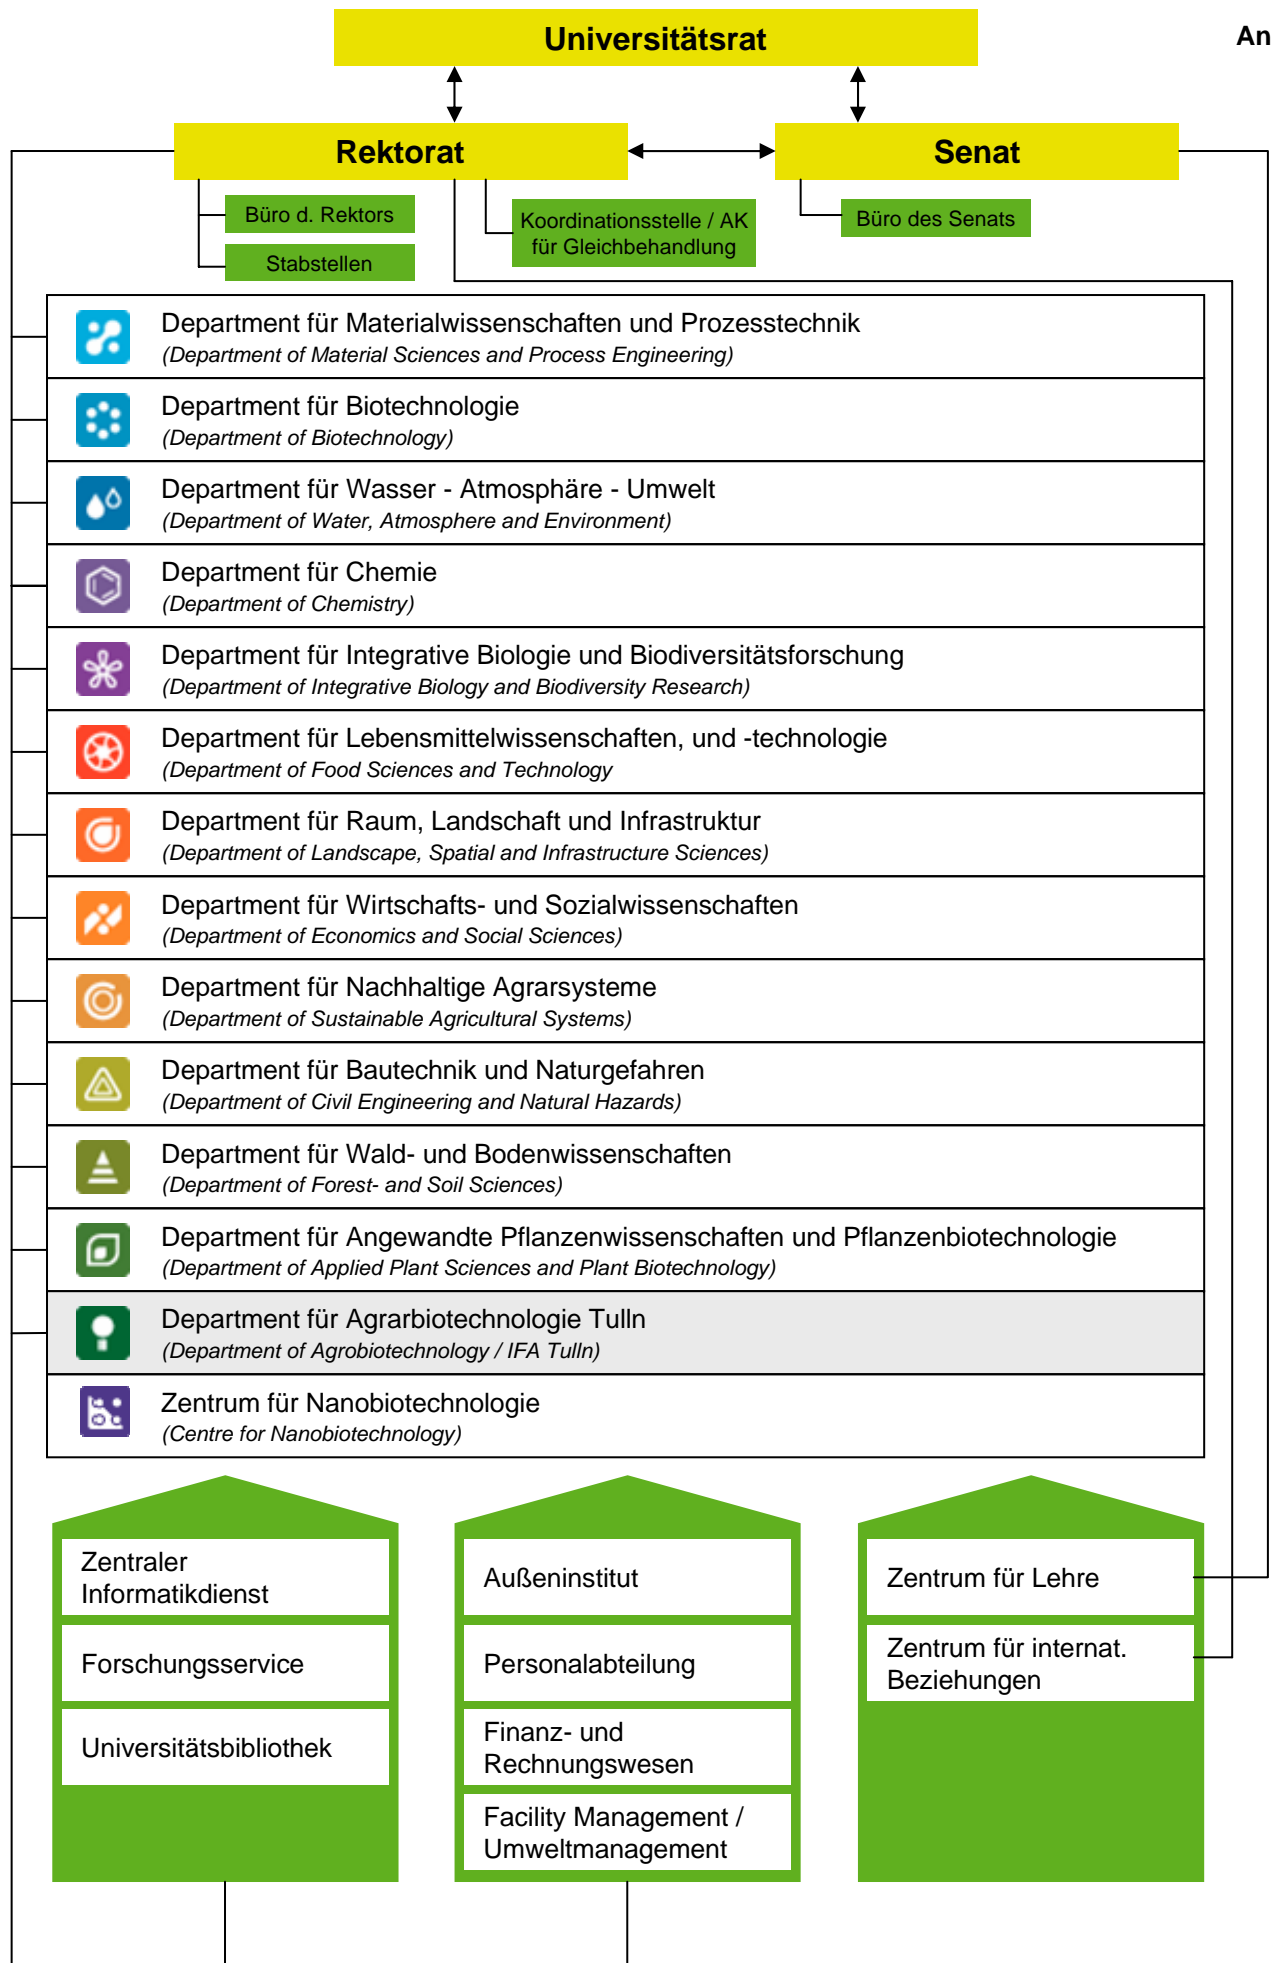 Universitätsrat
An
Rektorat
Senat
Büro d. Rektors
Stabstellen
Koordinationsstelle / AK
für Gleichbehandlung
Büro des Senats
Department für Materialwissenschaften und Prozesstechnik
(Department of Material Sciences and Process Engineering)
Department für Biotechnologie
(Department of Biotechnology)
Department für Wasser - Atmosphäre - Umwelt
(Department of Water, Atmosphere and Environment)
Department für Chemie
(Department of Chemistry)
Department für Integrative Biologie und Biodiversitätsforschung
(Department of Integrative Biology and Biodiversity Research)
Department für Lebensmittelwissenschaften, und -technologie
(Department of Food Sciences and Technology
Department für Raum, Landschaft und Infrastruktur
(Department of Landscape, Spatial and Infrastructure Sciences)
Department für Wirtschafts- und Sozialwissenschaften
(Department of Economics and Social Sciences)
Department für Nachhaltige Agrarsysteme
(Department of Sustainable Agricultural Systems)
Department für Bautechnik und Naturgefahren
(Department of Civil Engineering and Natural Hazards)
Department für Wald- und Bodenwissenschaften
(Department of Forest- and Soil Sciences)
Department für Angewandte Pflanzenwissenschaften und Pflanzenbiotechnologie
(Department of Applied Plant Sciences and Plant Biotechnology)
Department für Agrarbiotechnologie Tulln
(Department of Agrobiotechnology / IFA Tulln)
Zentrum für Nanobiotechnologie
(Centre for Nanobiotechnology)
Zentraler
Informatikdienst
Forschungsservice
Universitätsbibliothek
Außeninstitut
Personalabteilung
Finanz- und
Rechnungswesen
Facility Management /
Umweltmanagement
Zentrum für Lehre
Zentrum für internat.
Beziehungen